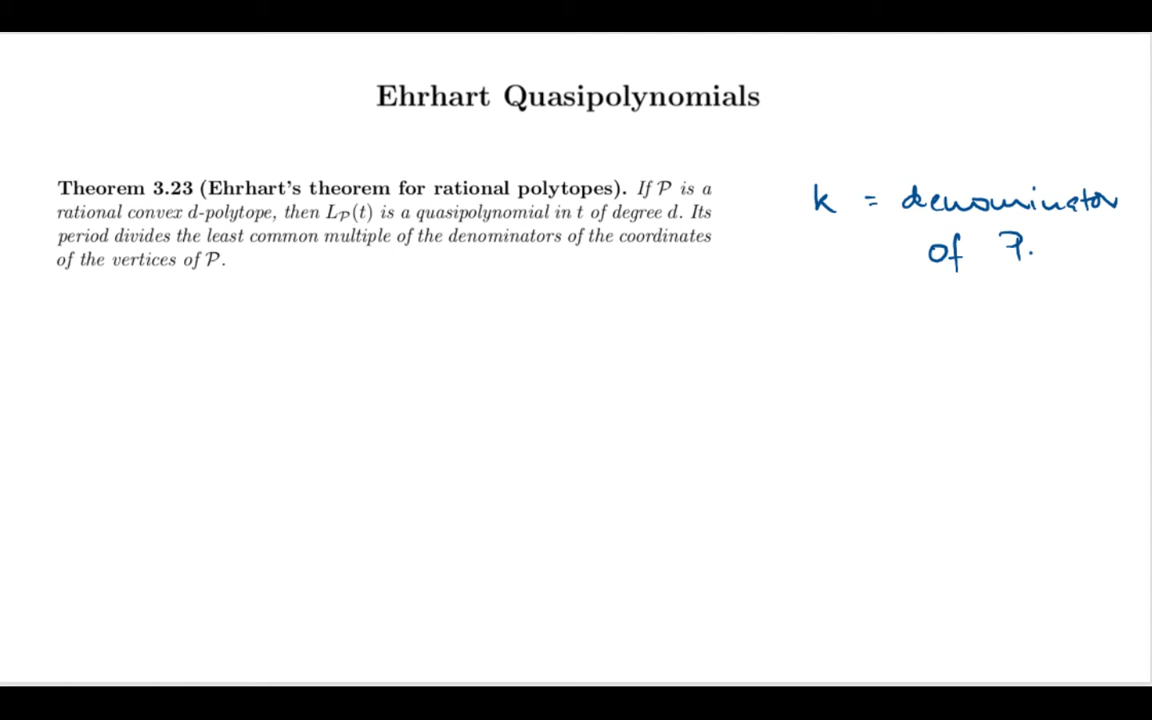 Ehrhart Quasipolynomials
Theorem 3.23 (Ehrhart's theorem for rational polytopes). If P is a
rational convex d-polytope, then L_P(t) is a quasipolynomial in t of degree d. Its
period divides the least common multiple of the denominators of the coordinates
of the vertices of P.
k = denominator
of P.